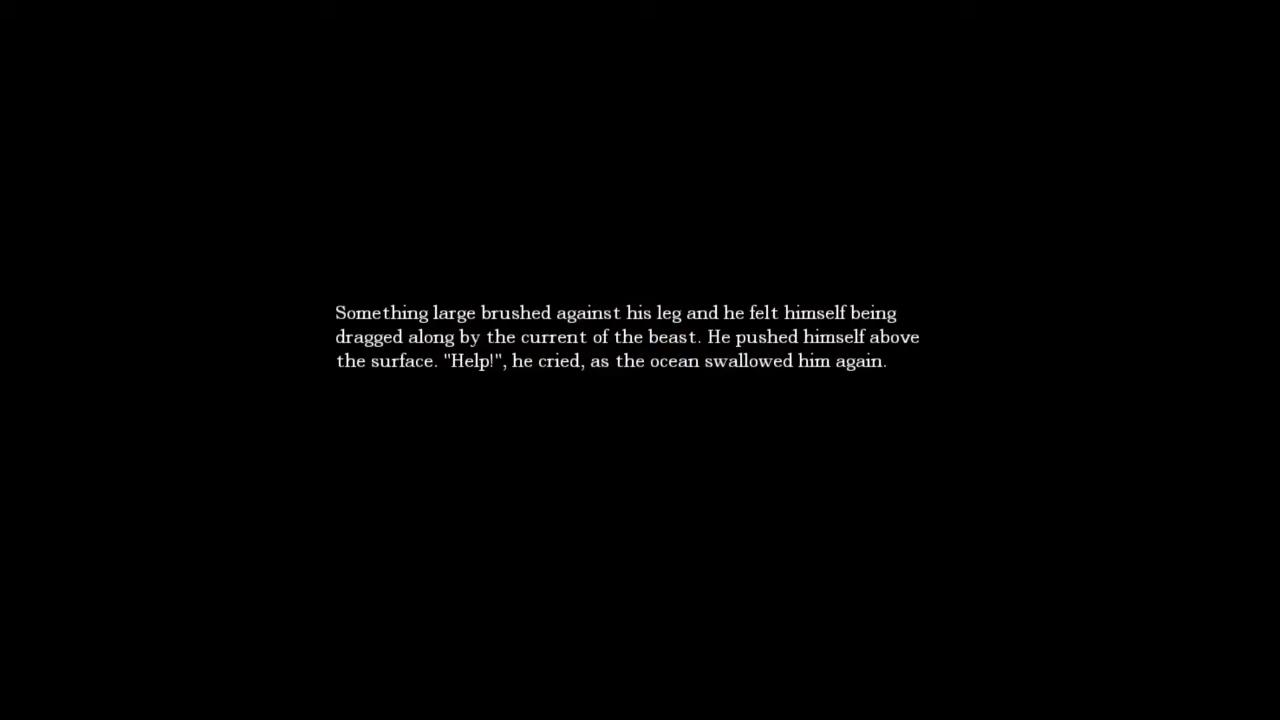 Something large brushed against his leg and he felt himself being
dragged along by the current of the beast. He pushed himself above
the surface. "Help!", he cried, as the ocean swallowed him again.